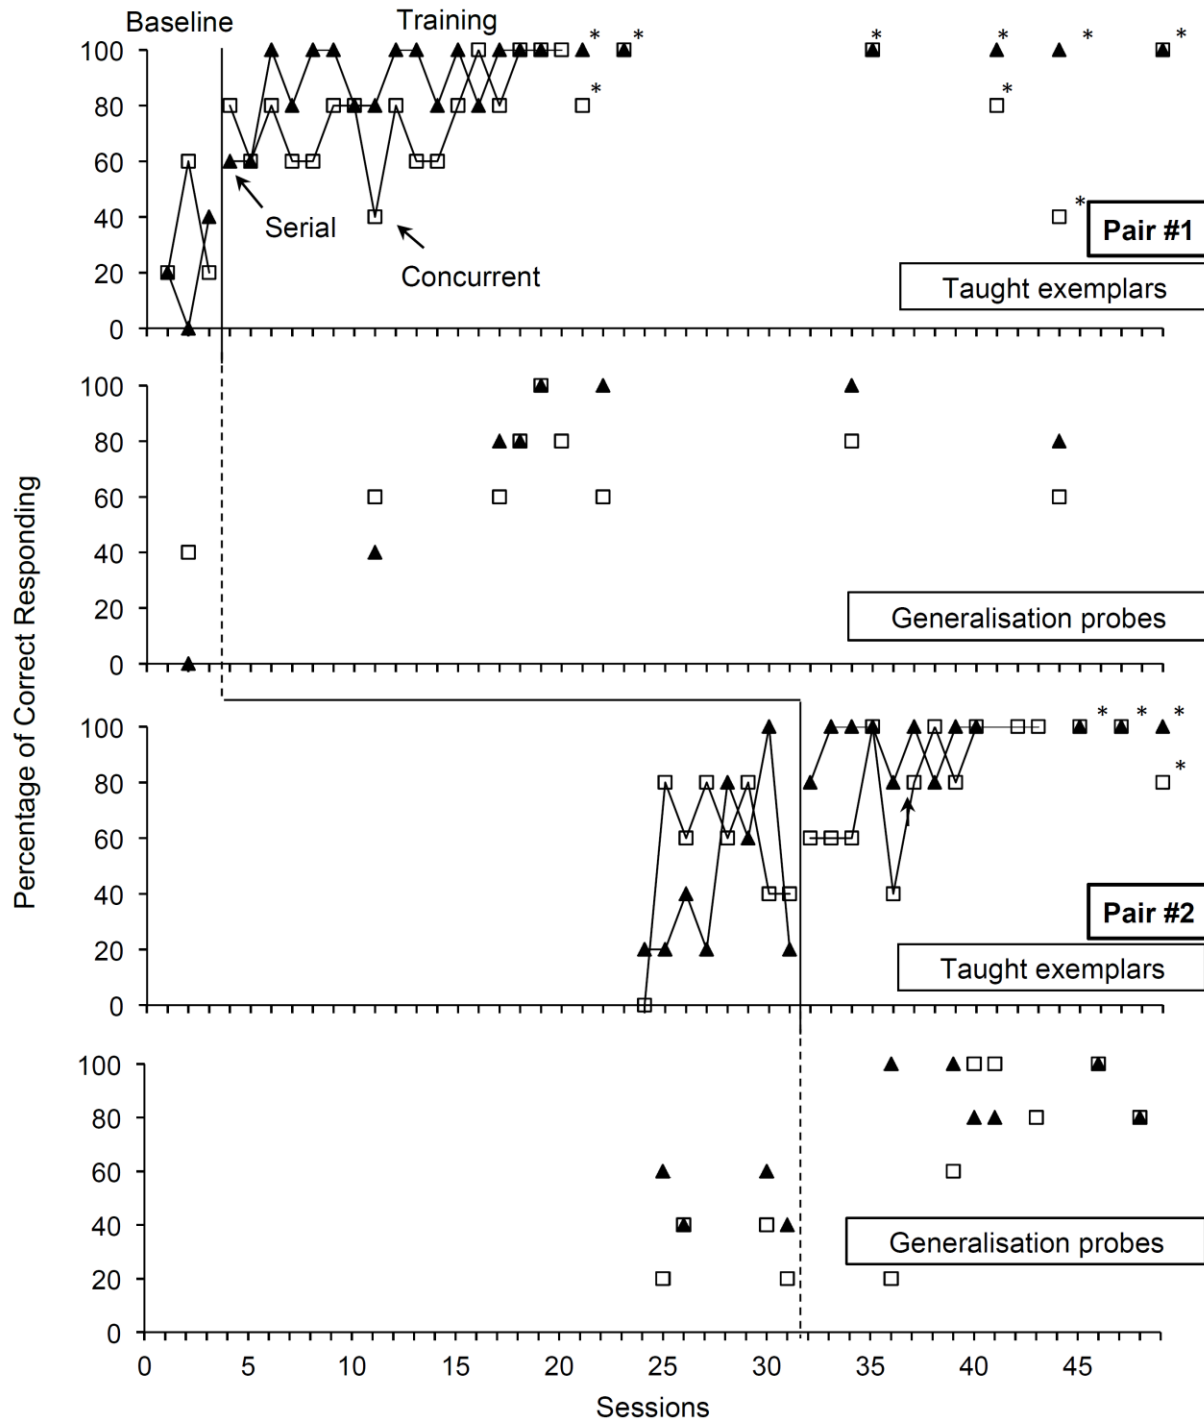 Baseline
Training
100
80
60
40
20
0
* * * * * *
* * *
Serial
Concurrent
Pair #1
Taught exemplars
100
80
60
40
20
0
Generalisation probes
Percentage of Correct Responding
100
80
60
40
20
0
* * *
*
Pair #2
Taught exemplars
100
80
60
40
20
0
Generalisation probes
0 5 10 15 20 25 30 35 40 45
Sessions